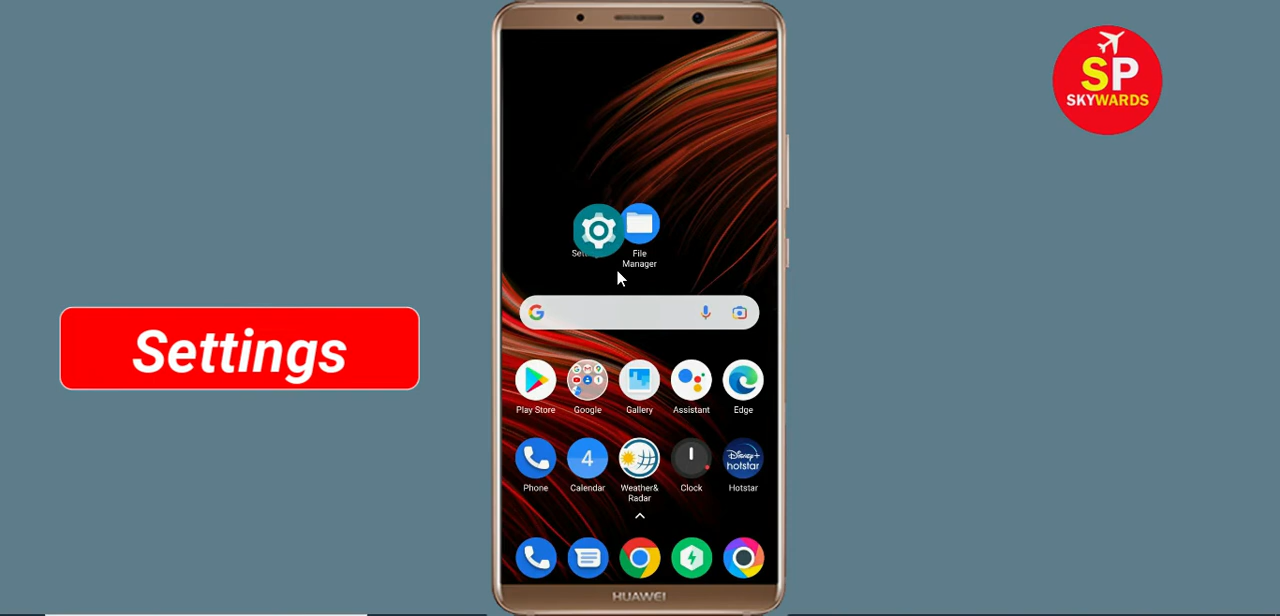 SP
SKYWARDS
File
Manager
Settings
G
Play Store
Google
Gallery
Assistant
Edge
4
Disney+
hotstar
Phone
Calendar
Weather&
Radar
Clock
Hotstar
HUAWEI